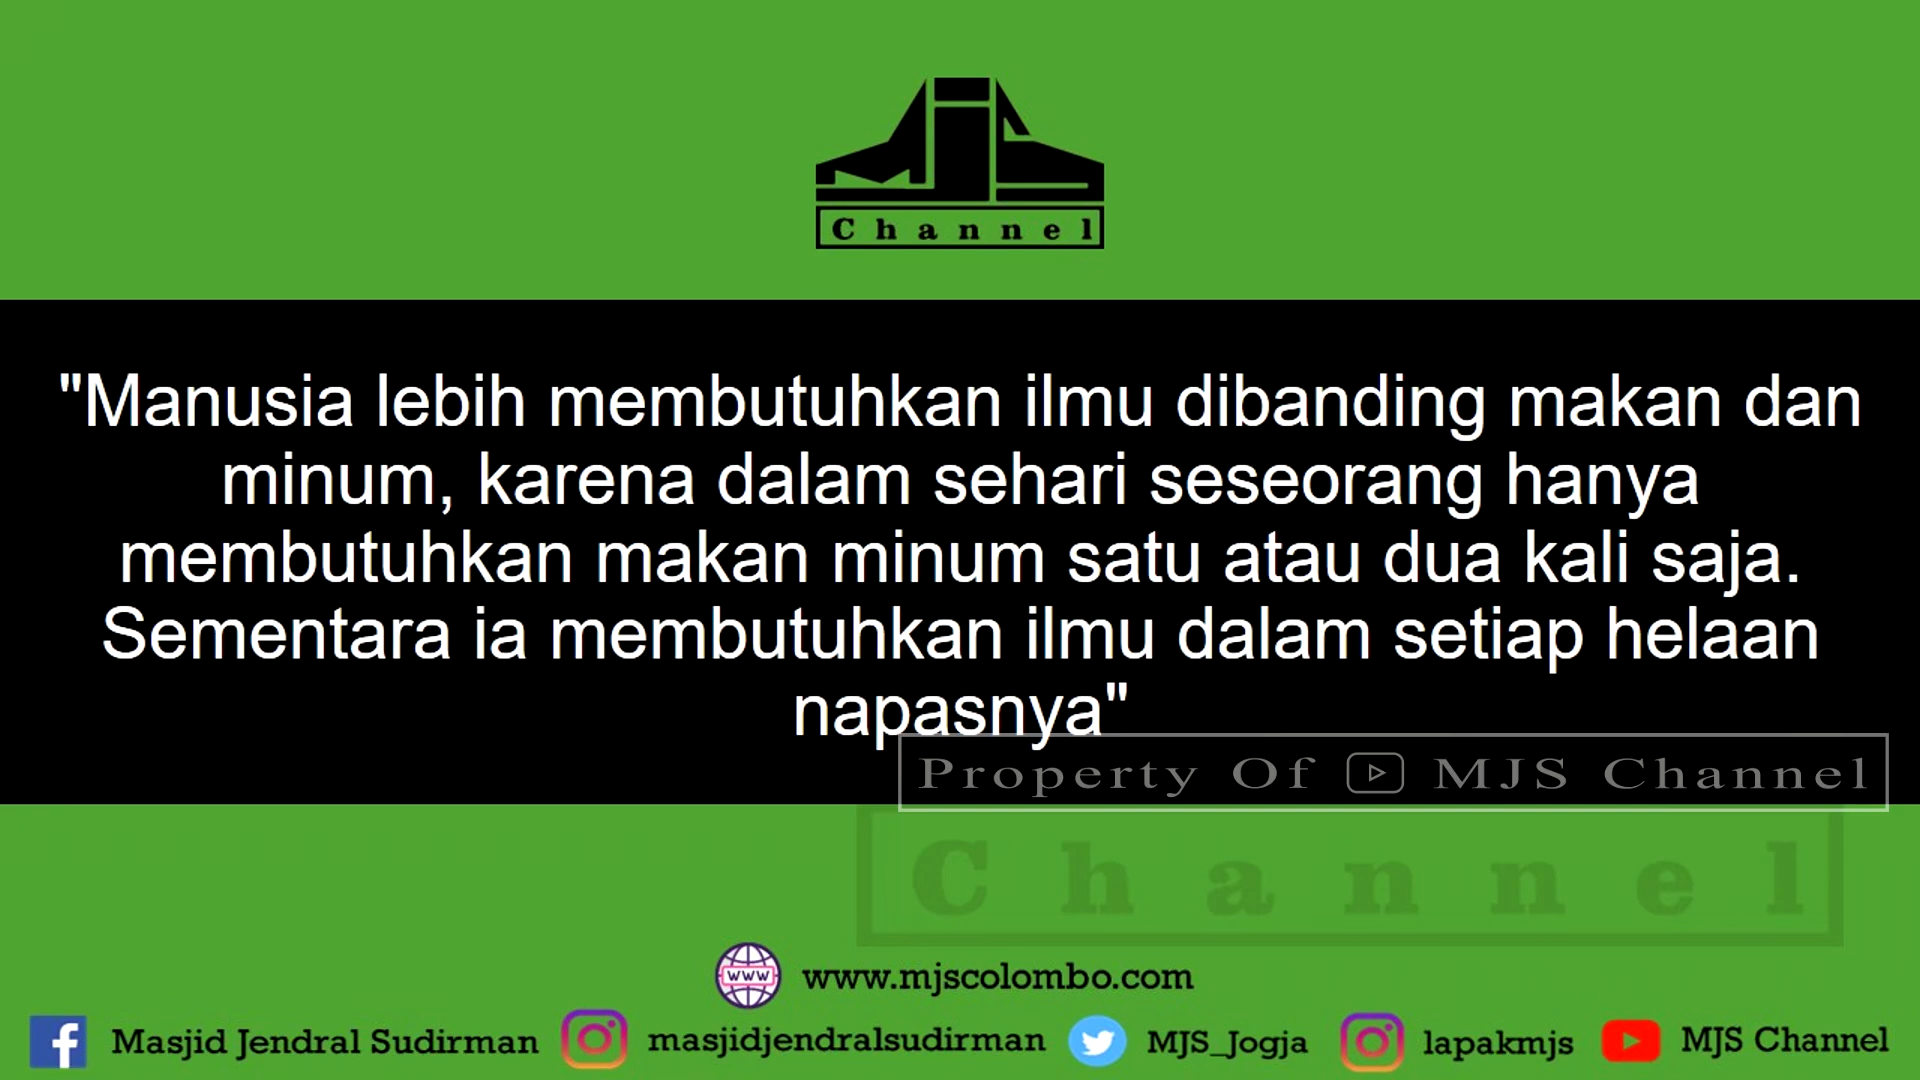 Channel
"Manusia lebih membutuhkan ilmu dibanding makan dan
minum, karena dalam sehari seseorang hanya
membutuhkan makan minum satu atau dua kali saja.
Sementara ia membutuhkan ilmu dalam setiap helaan
napasnya"
Property Of MJS Channel
Channel
www www.mjscolombo.com
Masjid Jendral Sudirman masjidjendralsudirman MJS_Jogja lapakmjs MJS Channel